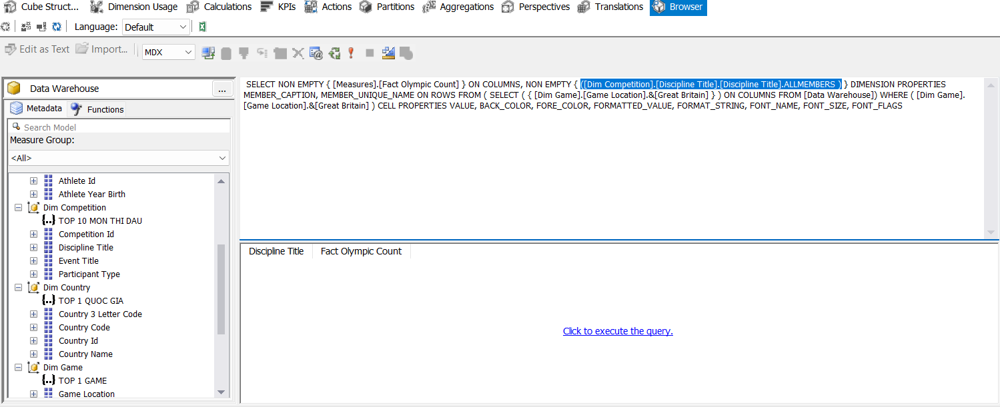 Cube Struct... Dimension Usage Calculations KPIs Actions Partitions Aggregations Perspectives Translations Browser
Language: Default
Edit as Text Import... MDX
Data Warehouse ...
Metadata Functions
Search Model
Measure Group:
<All>
Athlete Id
Athlete Year Birth
Dim Competition
TOP 10 MON THI DAU
Competition Id
Discipline Title
Event Title
Participant Type
Dim Country
TOP 1 QUOC GIA
Country 3 Letter Code
Country Code
Country Id
Country Name
Dim Game
TOP 1 GAME
Game Location
SELECT NON EMPTY { [Measures].[Fact Olympic Count] } ON COLUMNS, NON EMPTY { ([Dim Competition].[Discipline Title].[Discipline Title].ALLMEMBERS ) } DIMENSION PROPERTIES
MEMBER_CAPTION, MEMBER_UNIQUE_NAME ON ROWS FROM ( SELECT ( { [Dim Game].[Game Location].&[Great Britain] } ) ON COLUMNS FROM [Data Warehouse]) WHERE ( [Dim Game].
[Game Location].&[Great Britain] ) CELL PROPERTIES VALUE, BACK_COLOR, FORE_COLOR, FORMATTED_VALUE, FORMAT_STRING, FONT_NAME, FONT_SIZE, FONT_FLAGS
Discipline Title Fact Olympic Count
Click to execute the query.